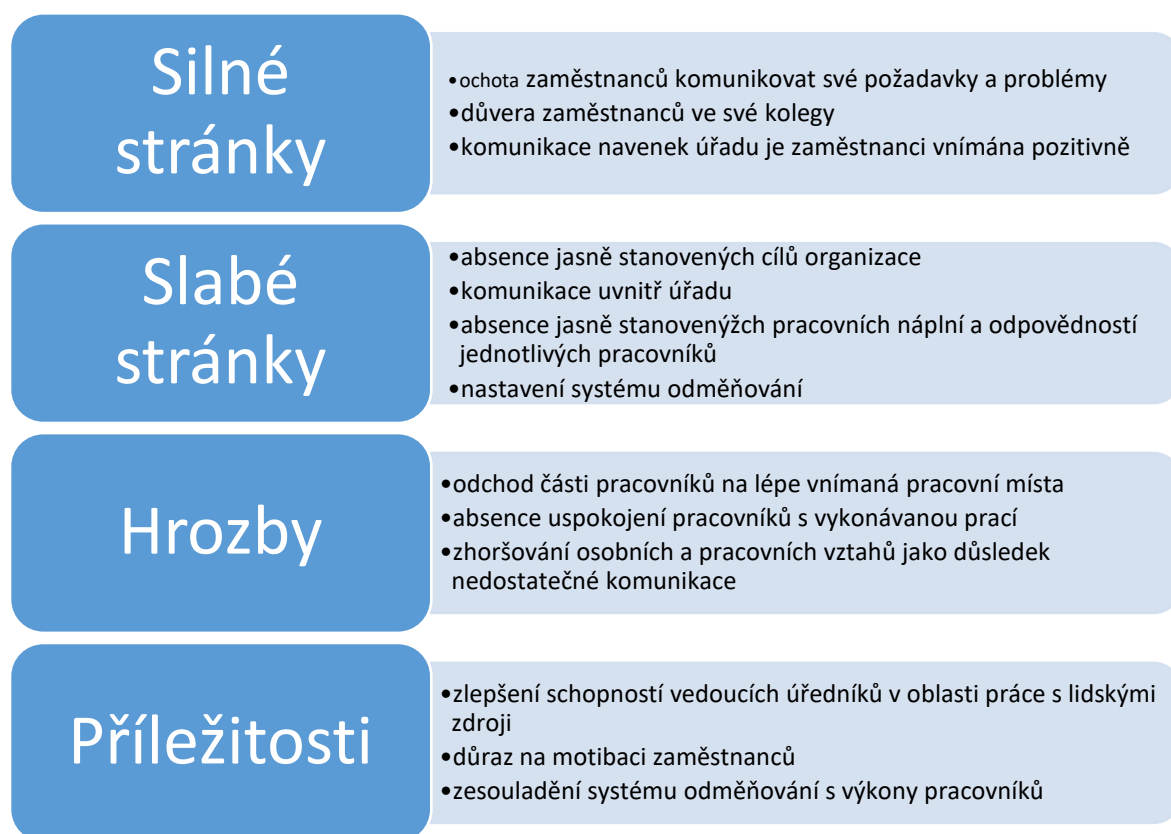 Silné
stránky
•ochota zaměstnanců komunikovat své požadavky a problémy
•důvera zaměstnanců ve své kolegy
•komunikace navenek úřadu je zaměstnanci vnímána pozitivně
Slabé
stránky
•absence jasně stanovených cílů organizace
•komunikace uvnitř úřadu
•absence jasně stanovenýžch pracovních náplní a odpovědností
jednotlivých pracovníků
•nastavení systému odměňování
Hrozby
•odchod části pracovníků na lépe vnímaná pracovní místa
•absence uspokojení pracovníků s vykonávanou prací
•zhoršování osobních a pracovních vztahů jako důsledek
nedostatečné komunikace
Příležitosti
•zlepšení schopností vedoucích úředníků v oblasti práce s lidskými
zdroji
•důraz na motibaci zaměstnanců
•zesouladění systému odměňování s výkony pracovníků